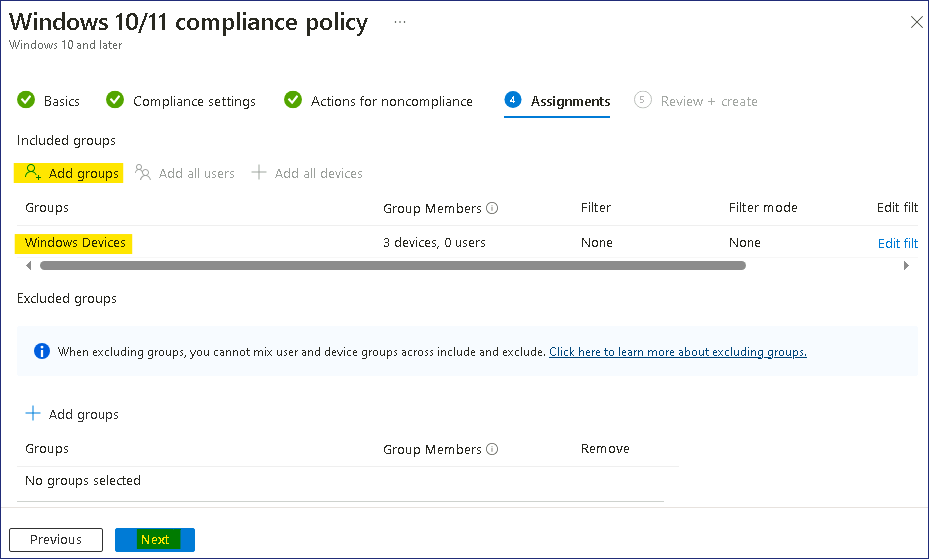 Windows 10/11 compliance policy ...
Windows 10 and later
Basics Compliance settings Actions for noncompliance 4 Assignments 5 Review + create
Included groups
Add groups Add all users Add all devices
Groups Group Members Filter Filter mode Edit filt
Windows Devices 3 devices, 0 users None None Edit filt
Excluded groups
When excluding groups, you cannot mix user and device groups across include and exclude. Click here to learn more about excluding groups.
Add groups
Groups Group Members Remove
No groups selected
Previous Next